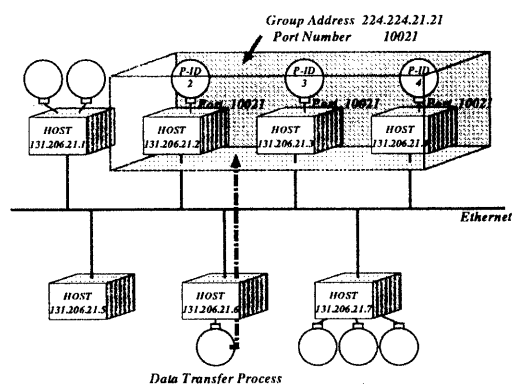 Group Address 224.224.21.21
Port Number 10021
P-ID
2
P-ID
3
P-ID
4
Port 10021
Port 10021
Port 10021
HOST
131.206.21.1
HOST
131.206.21.2
HOST
131.206.21.3
HOST
Ethernet
HOST
131.206.21.5
HOST
131.206.21.6
HOST
131.206.21.7
Data Transfer Process